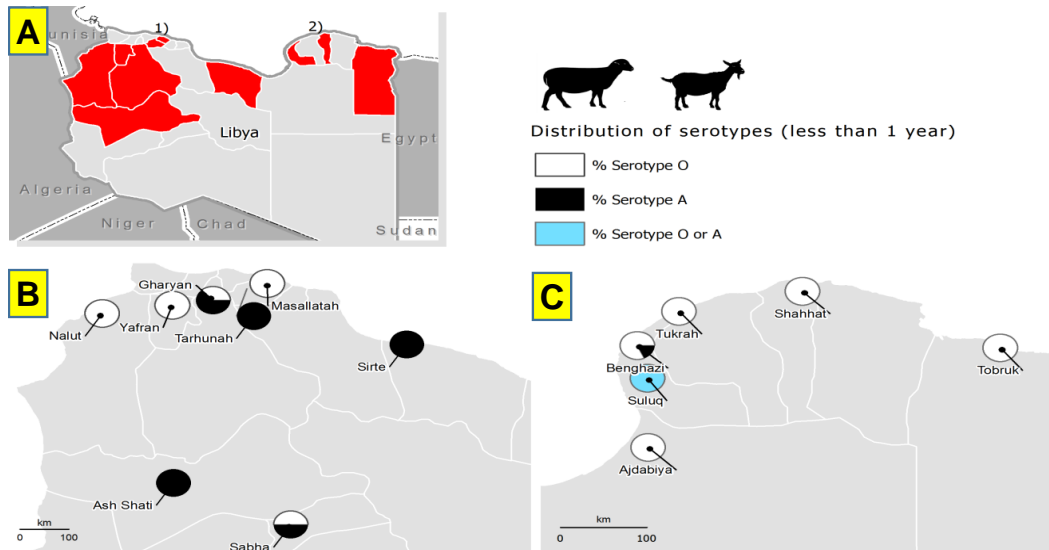 A
unisia
1)
2)
Libya
Egypt
Algeria
Niger
Chad
Sudan
Distribution of serotypes (less than 1 year)
% Serotype O
% Serotype A
% Serotype O or A
B
Gharyan
Masallatah
Nalut
Yafran
Tarhunah
Sirte
Ash Shati
Sabha
km
0 100
C
Shahhat
Tukrah
Benghazi
Tobruk
Suluq
Ajdabiya
km
0 100